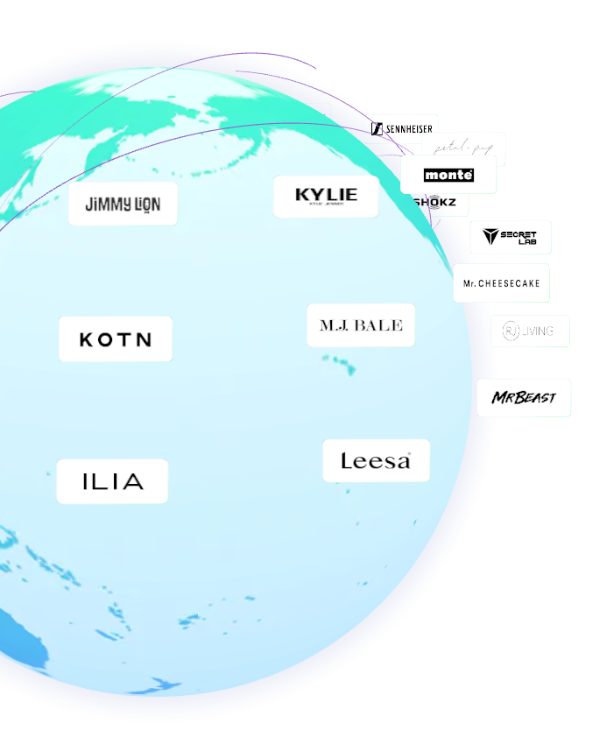 SENNHEISER
petal+pup
monte
SHOKZ
JiMMY LiON
KYLIE
KYLIE JENNER
SECRET
LAB
Mr. CHEESECAKE
M.J. BALE
RJ LIVING
KOTN
MRBEAST
Leesa
ILIA